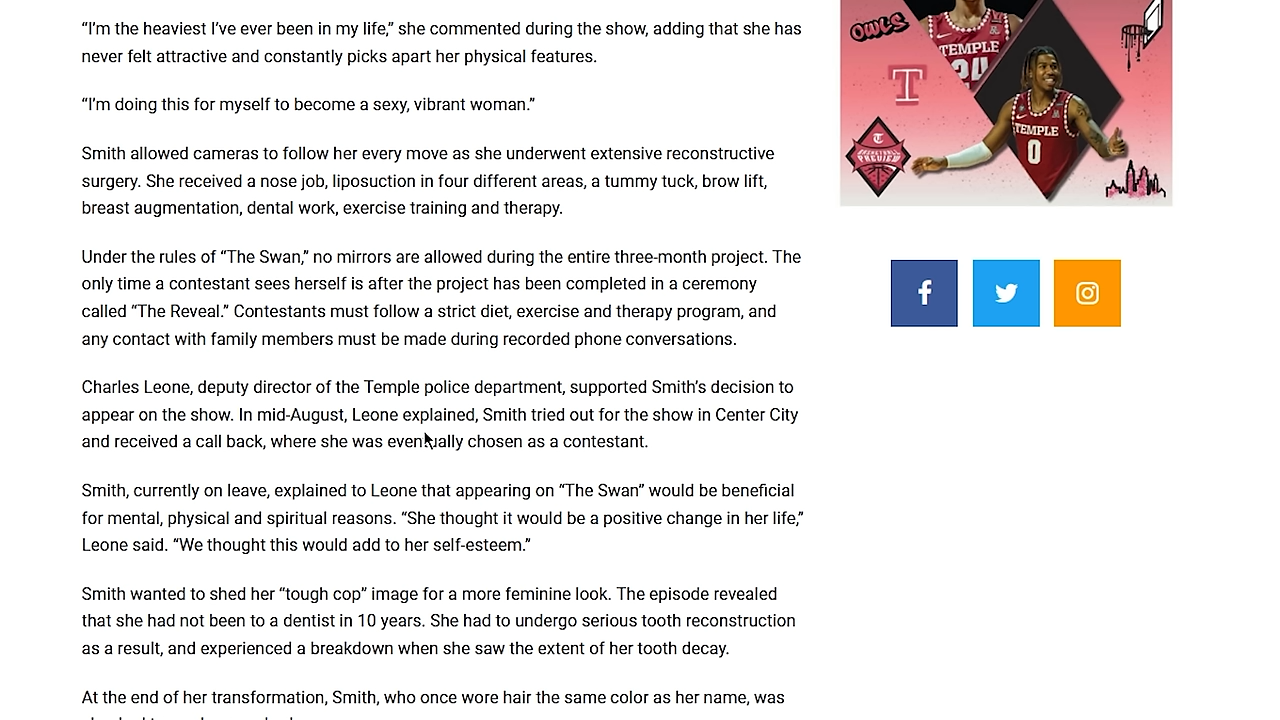 “I’m the heaviest I’ve ever been in my life,” she commented during the show, adding that she has
never felt attractive and constantly picks apart her physical features.
“I’m doing this for myself to become a sexy, vibrant woman.”
Smith allowed cameras to follow her every move as she underwent extensive reconstructive
surgery. She received a nose job, liposuction in four different areas, a tummy tuck, brow lift,
breast augmentation, dental work, exercise training and therapy.
Under the rules of “The Swan,” no mirrors are allowed during the entire three-month project. The
only time a contestant sees herself is after the project has been completed in a ceremony
called “The Reveal.” Contestants must follow a strict diet, exercise and therapy program, and
any contact with family members must be made during recorded phone conversations.
Charles Leone, deputy director of the Temple police department, supported Smith’s decision to
appear on the show. In mid-August, Leone explained, Smith tried out for the show in Center City
and received a call back, where she was eventually chosen as a contestant.
Smith, currently on leave, explained to Leone that appearing on “The Swan” would be beneficial
for mental, physical and spiritual reasons. “She thought it would be a positive change in her life,”
Leone said. “We thought this would add to her self-esteem.”
Smith wanted to shed her “tough cop” image for a more feminine look. The episode revealed
that she had not been to a dentist in 10 years. She had to undergo serious tooth reconstruction
as a result, and experienced a breakdown when she saw the extent of her tooth decay.
At the end of her transformation, Smith, who once wore hair the same color as her name, was
OWLS
TEMPLE
T
TEMPLE
0
BASKETBALL
PREVIEW